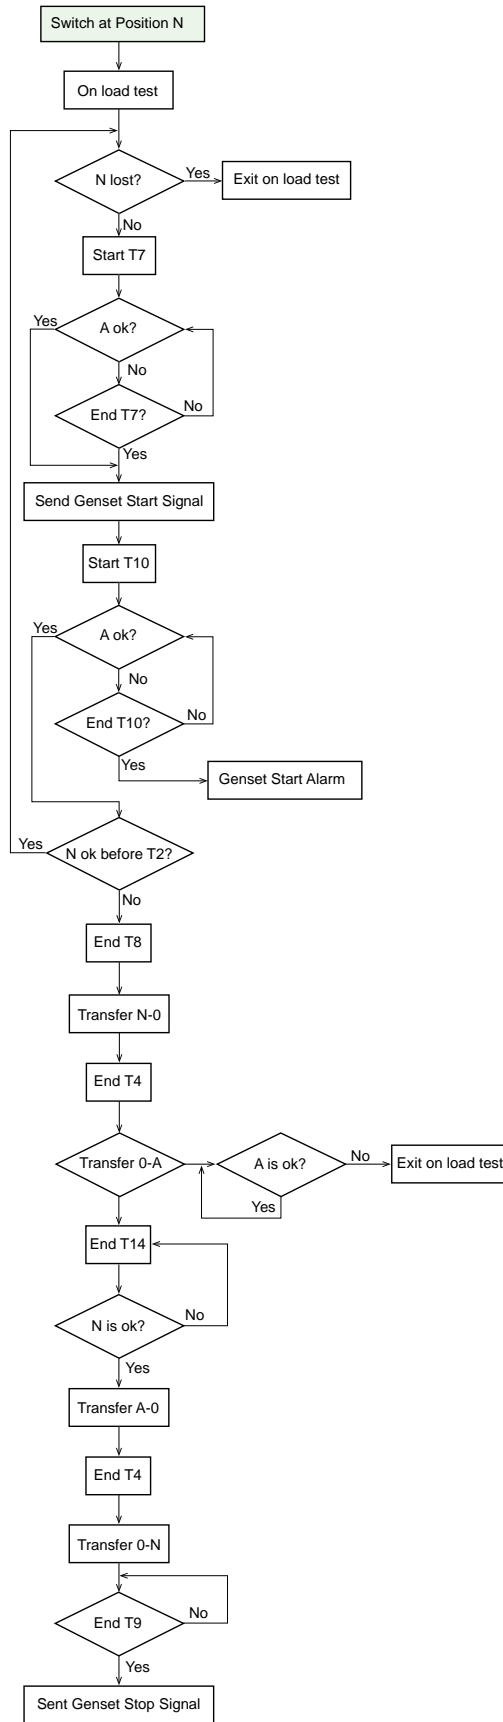 Switch at Position N
On load test
N lost?
Yes
Exit on load test
No
Start T7
Yes
A ok?
No
End T7?
No
Yes
Send Genset Start Signal
Start T10
Yes
A ok?
No
End T10?
No
Yes
Genset Start Alarm
Yes
N ok before T2?
No
End T8
Transfer N-0
End T4
Transfer 0-A
A is ok?
No
Exit on load test
Yes
End T14
N is ok?
No
Yes
Transfer A-0
End T4
Transfer 0-N
End T9
No
Yes
Sent Genset Stop Signal